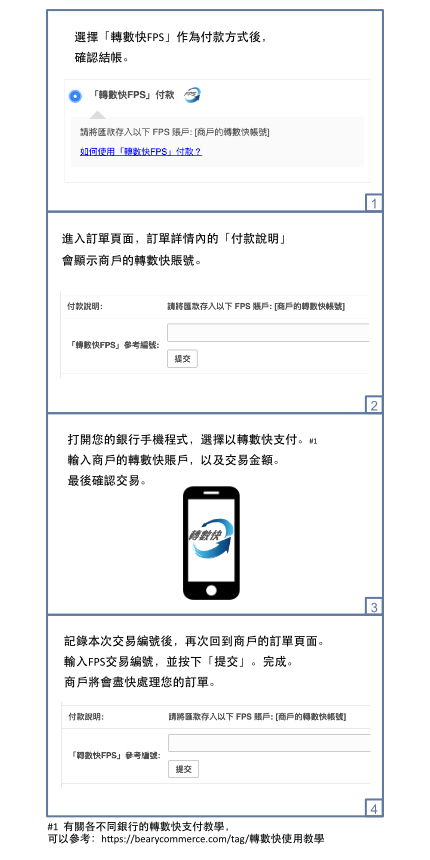 選擇「轉數快FPS」作為付款方式後，
確認結帳。
「轉數快FPS」付款
FPS
請將匯款存入以下 FPS 賬戶: [商戶的轉數快帳號]
如何使用「轉數快FPS」付款？
1
進入訂單頁面，訂單詳情內的「付款說明」
會顯示商戶的轉數快賬號。
付款說明:
請將匯款存入以下 FPS 賬戶: [商戶的轉數快帳號]
「轉數快FPS」參考編號:
提交
2
打開您的銀行手機程式，選擇以轉數快支付。#1
輸入商戶的轉數快賬戶，以及交易金額。
最後確認交易。
轉數快
3
記錄本次交易編號後，再次回到商戶的訂單頁面。
輸入FPS交易編號，並按下「提交」。完成。
商戶將會盡快處理您的訂單。
付款說明:
請將匯款存入以下 FPS 賬戶: [商戶的轉數快帳號]
「轉數快FPS」參考編號:
提交
4
#1 有關各不同銀行的轉數快支付教學，
可以參考：https://bearycommerce.com/tag/轉數快使用教學